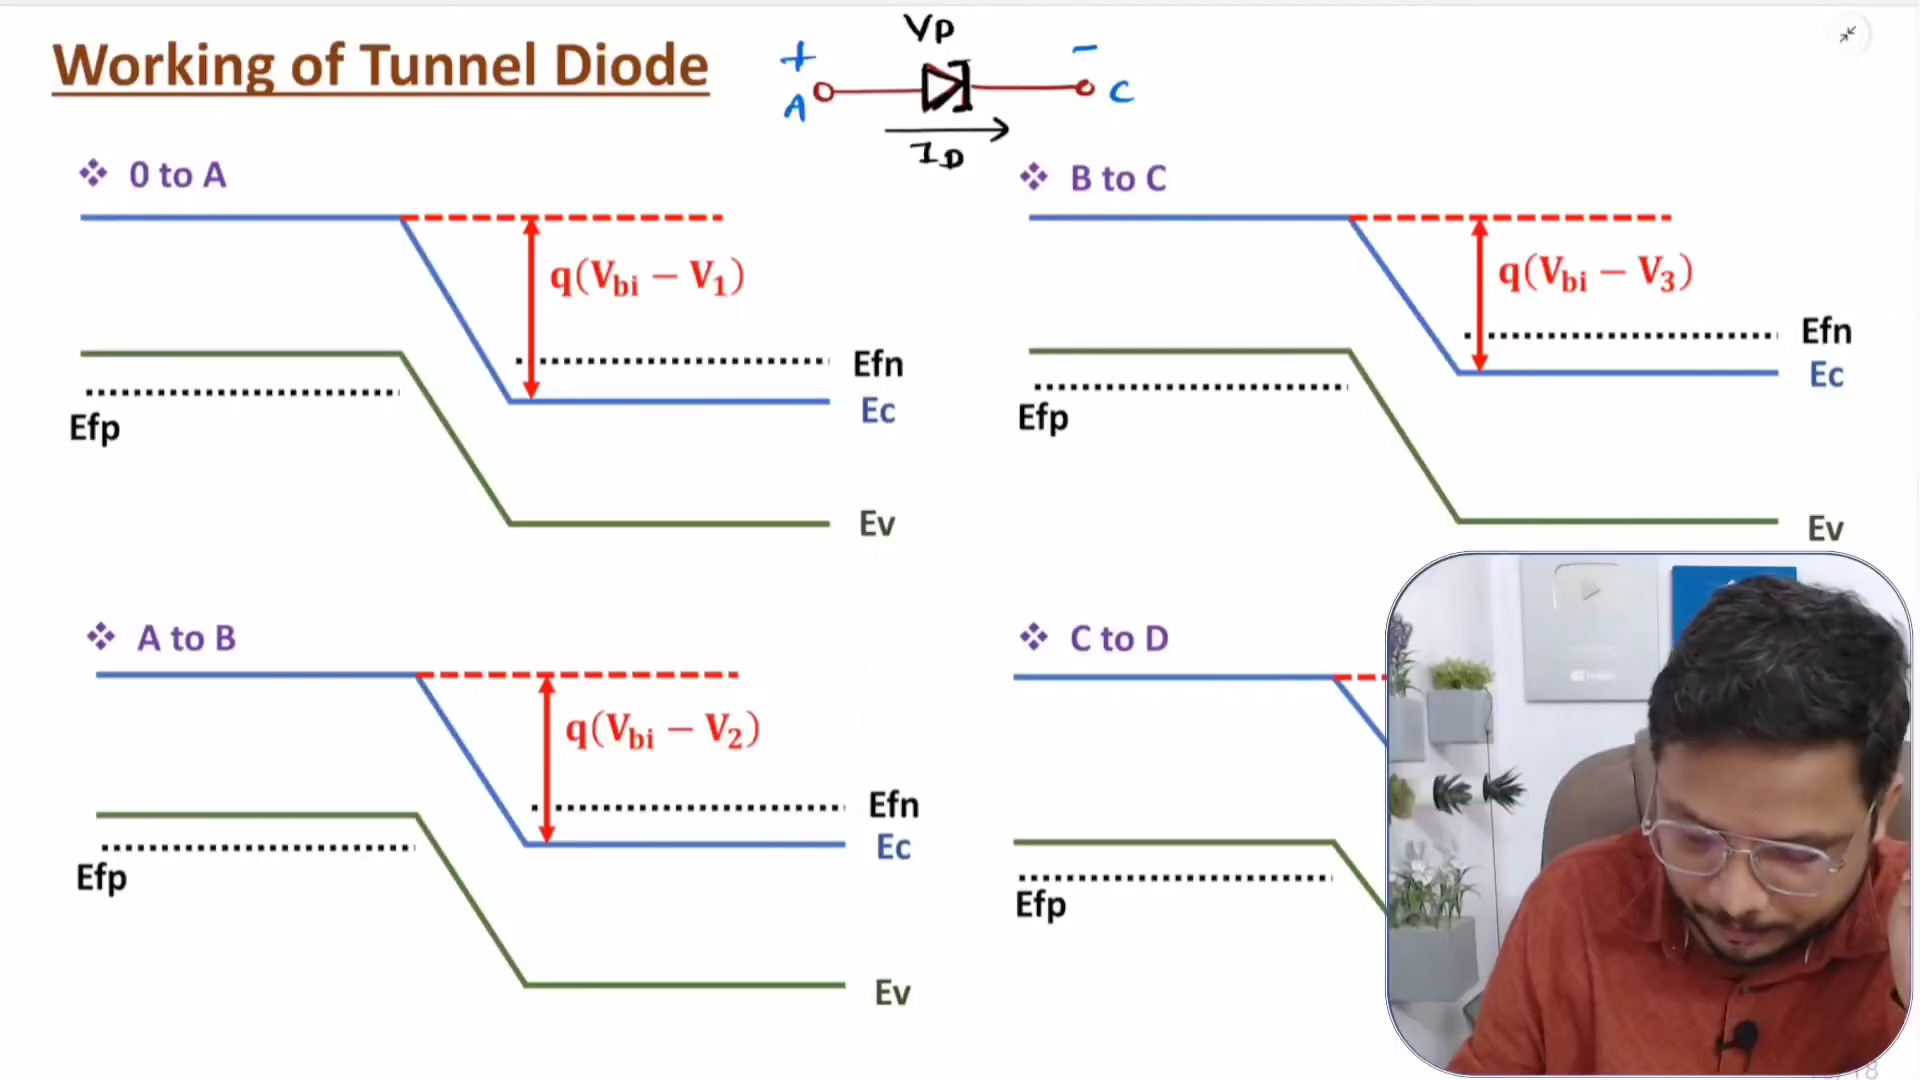 Working of Tunnel Diode
VD
+
-
A
C
ID
❖ 0 to A
q(Vbi − V1)
Efn
Ec
Efp
Ev
❖ B to C
q(Vbi − V3)
Efn
Ec
Efp
Ev
❖ A to B
q(Vbi − V2)
Efn
Ec
Efp
Ev
❖ C to D
Efp